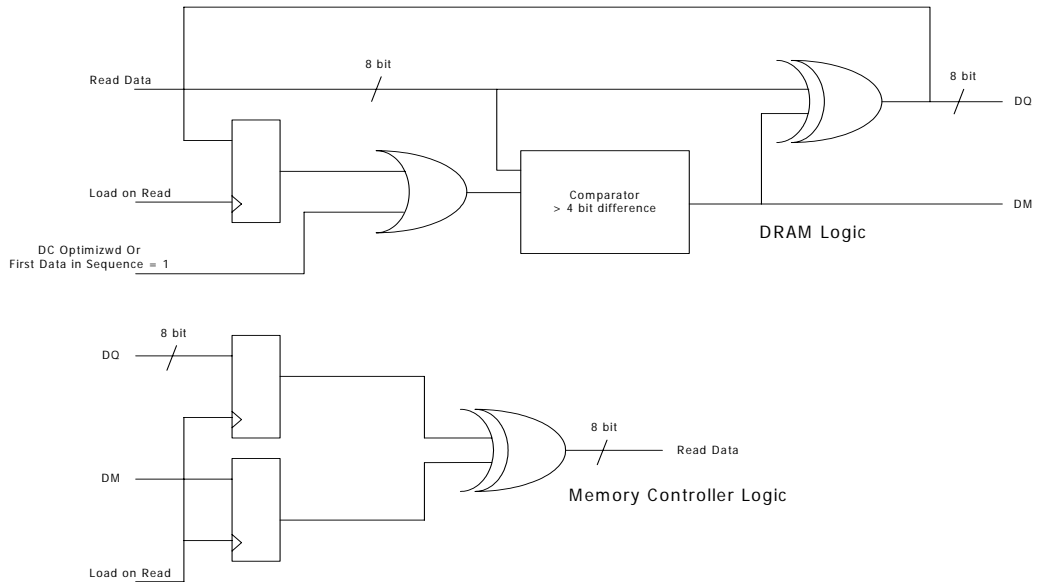 8 bit
Read Data
8 bit
DQ
Load on Read
Comparator
> 4 bit difference
DM
DRAM Logic
DC Optimizwd Or
First Data in Sequence = 1
8 bit
DQ
8 bit
Read Data
DM
Memory Controller Logic
Load on Read